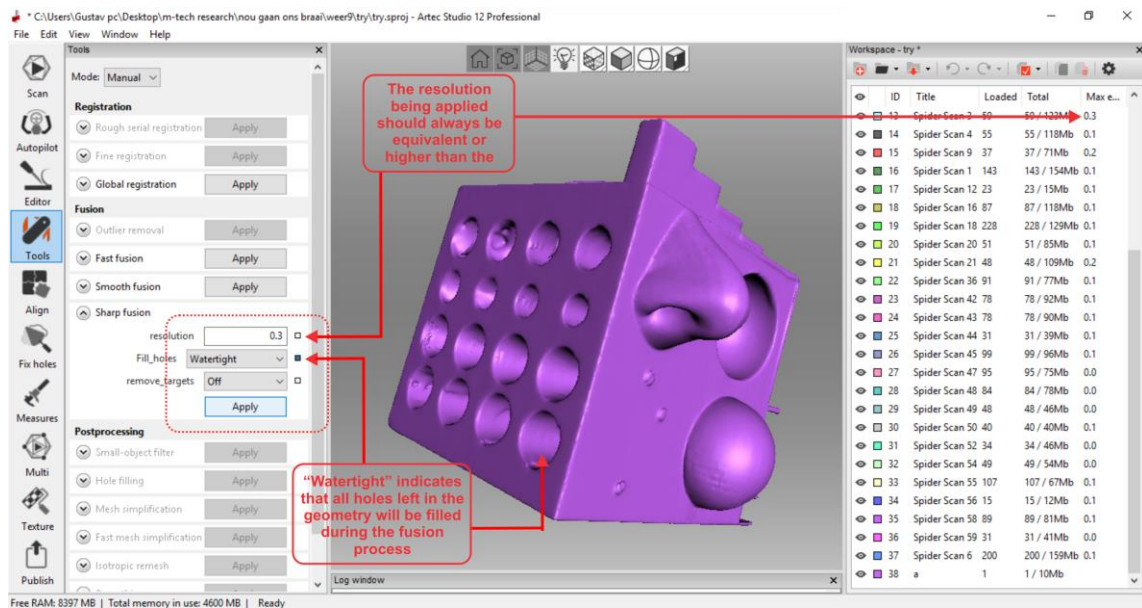 * C:\Users\Gustav pc\Desktop\m-tech research\nou gaan ons braai\weer9\try\try.sproj - Artec Studio 12 Professional
File Edit View Window Help
Tools
Mode: Manual
Scan
Registration
Rough serial registration Apply
Autopilot
Fine registration Apply
Global registration Apply
Editor
Fusion
Outlier removal Apply
Tools
Fast fusion Apply
Smooth fusion Apply
Align
Sharp fusion
resolution 0.3
Fill_holes Watertight
Fix holes
remove_targets Off
Apply
Measures
Postprocessing
Small-object filter Apply
Multi
Hole filling Apply
Mesh simplification Apply
Texture
Fast mesh simplification Apply
Isotropic remesh Apply
Publish
Apply
The resolution
being applied
should always be
equivalent or
higher than the
“Watertight” indicates
that all holes left in the
geometry will be filled
during the fusion
process
Log window
Workspace - try *
ID Title Loaded Total Max e...
13 Spider Scan 3 59 59 / 123Mb 0.3
14 Spider Scan 4 55 55 / 118Mb 0.1
15 Spider Scan 9 37 37 / 71Mb 0.2
16 Spider Scan 1 143 143 / 154Mb 0.1
17 Spider Scan 12 23 23 / 15Mb 0.1
18 Spider Scan 16 87 87 / 118Mb 0.1
19 Spider Scan 18 228 228 / 129Mb 0.1
20 Spider Scan 20 51 51 / 85Mb 0.1
21 Spider Scan 21 48 48 / 109Mb 0.2
22 Spider Scan 36 91 91 / 77Mb 0.1
23 Spider Scan 42 78 78 / 92Mb 0.1
24 Spider Scan 43 78 78 / 90Mb 0.1
25 Spider Scan 44 31 31 / 39Mb 0.1
26 Spider Scan 45 99 99 / 96Mb 0.1
27 Spider Scan 47 95 95 / 75Mb 0.0
28 Spider Scan 48 84 84 / 78Mb 0.0
29 Spider Scan 49 48 48 / 46Mb 0.0
30 Spider Scan 50 40 40 / 40Mb 0.1
31 Spider Scan 52 34 34 / 46Mb 0.0
32 Spider Scan 54 49 49 / 54Mb 0.0
33 Spider Scan 55 107 107 / 67Mb 0.1
34 Spider Scan 56 15 15 / 12Mb 0.1
35 Spider Scan 58 89 89 / 81Mb 0.1
36 Spider Scan 59 31 31 / 41Mb 0.0
37 Spider Scan 6 200 200 / 159Mb 0.1
38 a 1 1 / 10Mb
Free RAM: 8397 MB | Total memory in use: 4600 MB | Ready